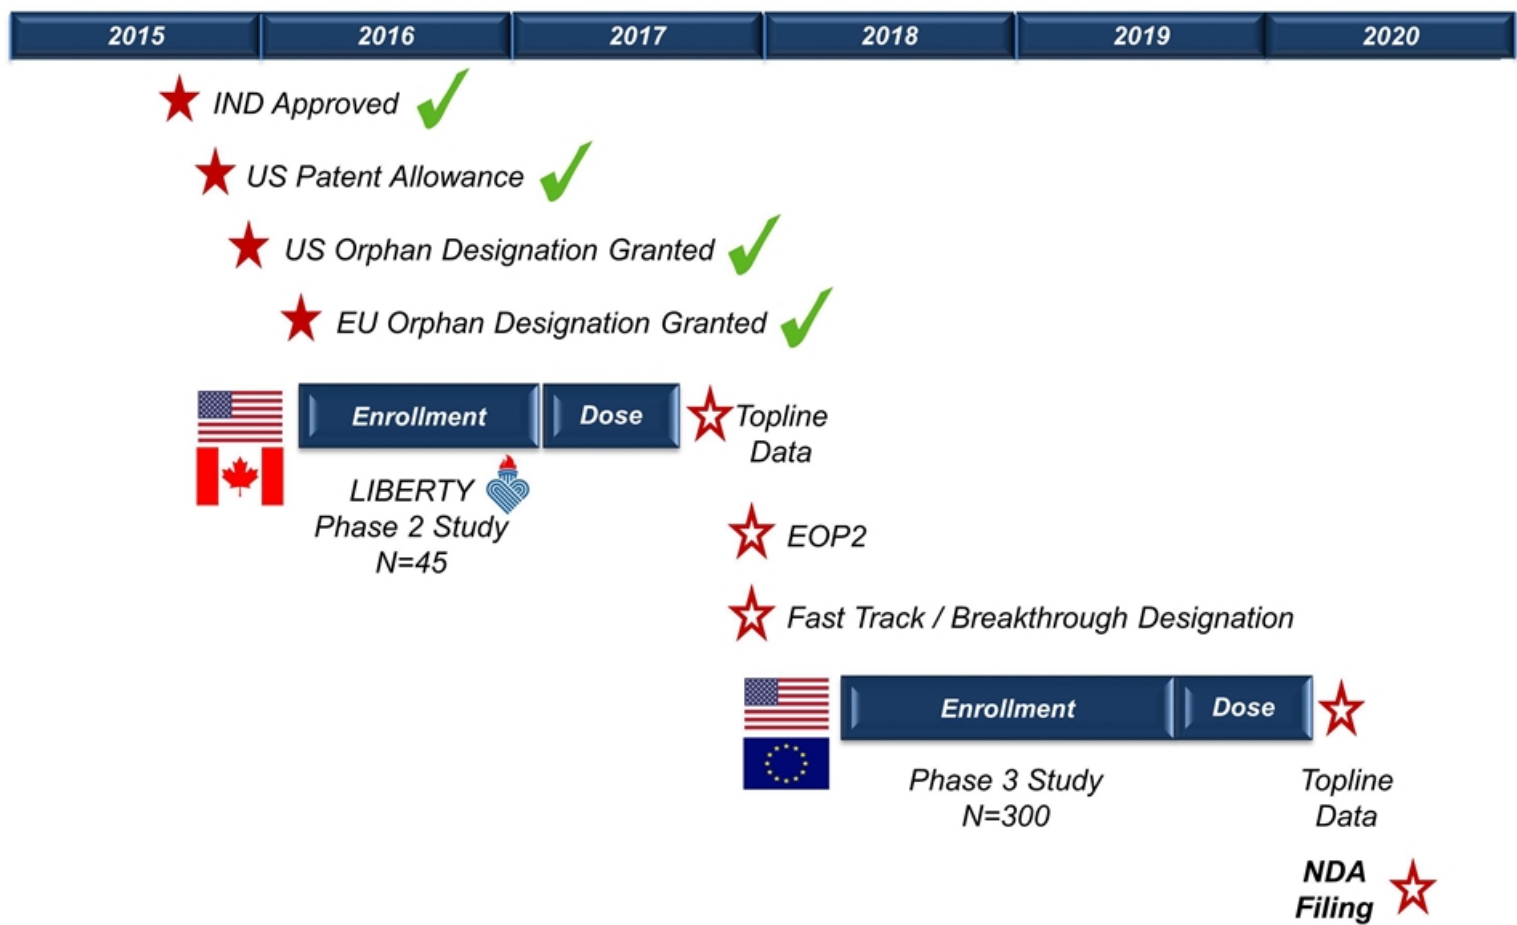 2015 2016 2017 2018 2019 2020
IND Approved
US Patent Allowance
US Orphan Designation Granted
EU Orphan Designation Granted
Enrollment Dose
Topline
Data
LIBERTY
Phase 2 Study
N=45
EOP2
Fast Track / Breakthrough Designation
Enrollment Dose
Phase 3 Study
N=300
Topline
Data
NDA
Filing